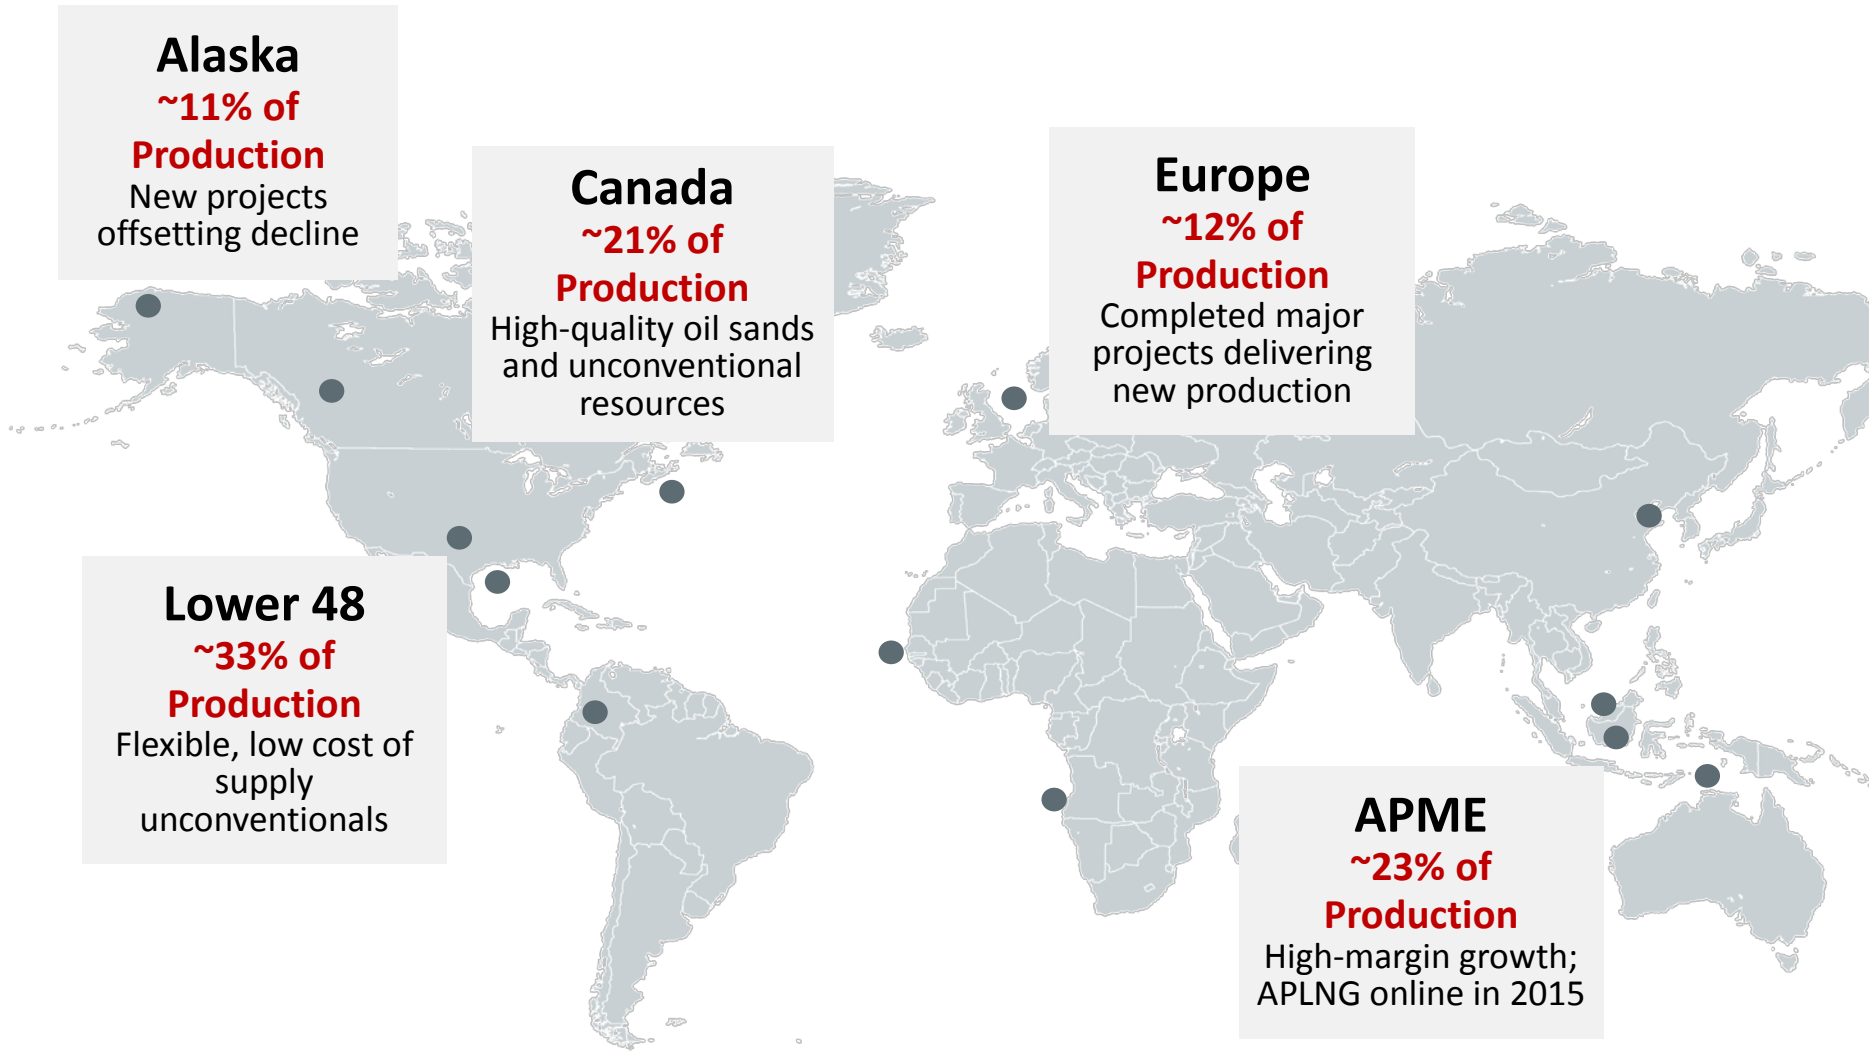 Alaska
~11% of
Production
New projects
offsetting decline
Canada
~21% of
Production
High-quality oil sands
and unconventional
resources
Europe
~12% of
Production
Completed major
projects delivering
new production
Lower 48
~33% of
Production
Flexible, low cost of
supply
unconventionals
APME
~23% of
Production
High-margin growth;
APLNG online in 2015